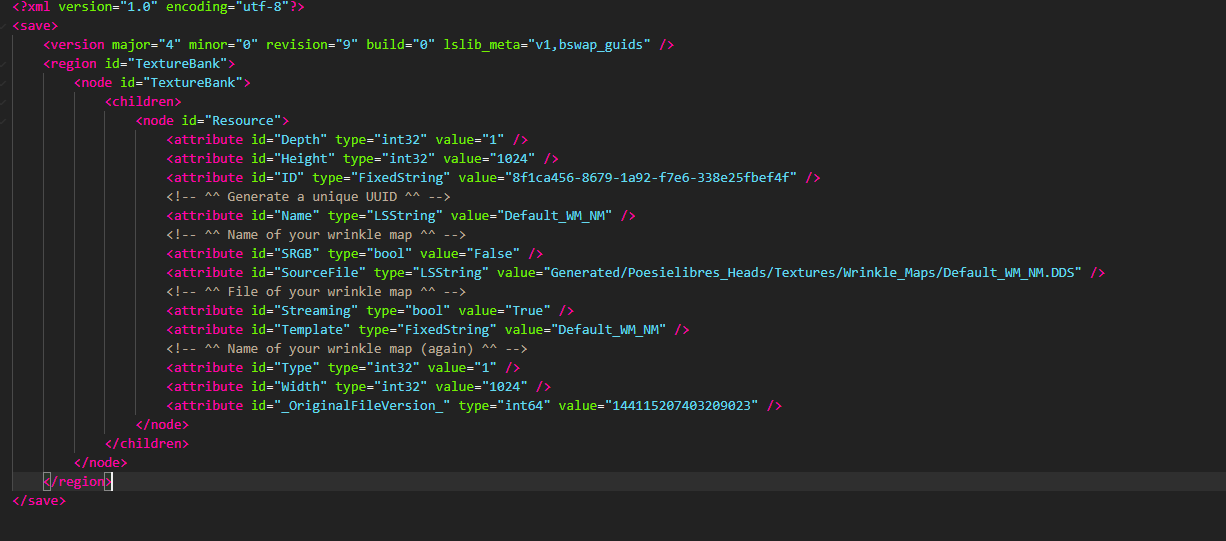 <?xml version="1.0" encoding="utf-8"?>
<save>
<version major="4" minor="0" revision="9" build="0" lslib_meta="v1,bswap_guids" />
<region id="TextureBank">
<node id="TextureBank">
<children>
<node id="Resource">
<attribute id="Depth" type="int32" value="1" />
<attribute id="Height" type="int32" value="1024" />
<attribute id="ID" type="FixedString" value="8f1ca456-8679-1a92-f7e6-338e25fbef4f" />
<!-- ^^ Generate a unique UUID ^^ -->
<attribute id="Name" type="LSString" value="Default_WM_NM" />
<!-- ^^ Name of your wrinkle map ^^ -->
<attribute id="SRGB" type="bool" value="False" />
<attribute id="SourceFile" type="LSString" value="Generated/Poesielibres_Heads/Textures/Wrinkle_Maps/Default_WM_NM.DDS" />
<!-- ^^ File of your wrinkle map ^^ -->
<attribute id="Streaming" type="bool" value="True" />
<attribute id="Template" type="FixedString" value="Default_WM_NM" />
<!-- ^^ Name of your wrinkle map (again) ^^ -->
<attribute id="Type" type="int32" value="1" />
<attribute id="Width" type="int32" value="1024" />
<attribute id="_OriginalFileVersion_" type="int64" value="144115207403209023" />
</node>
</children>
</node>
</region>
</save>